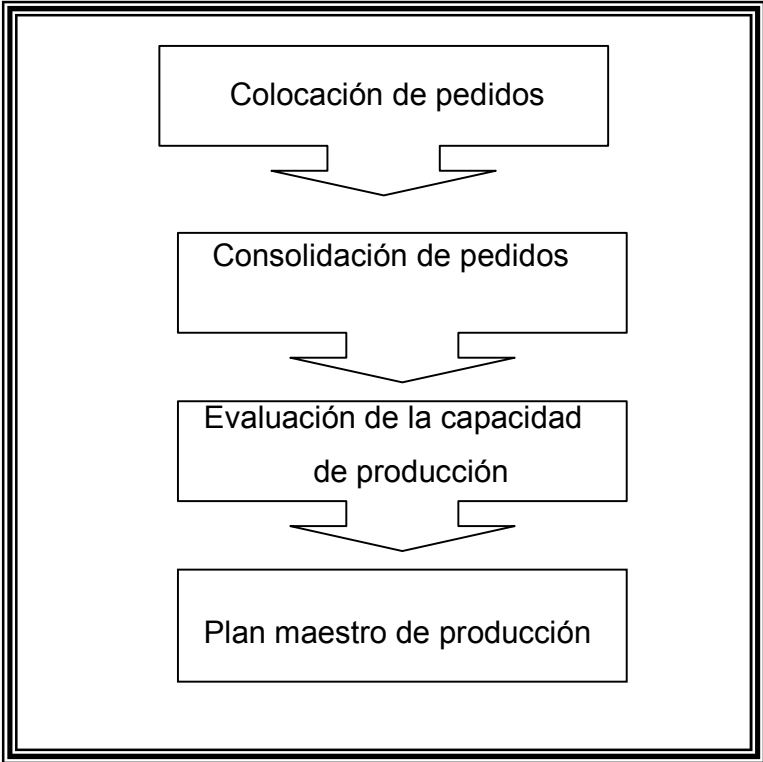 Colocación de pedidos
Consolidación de pedidos
Evaluación de la capacidad
de producción
Plan maestro de producción